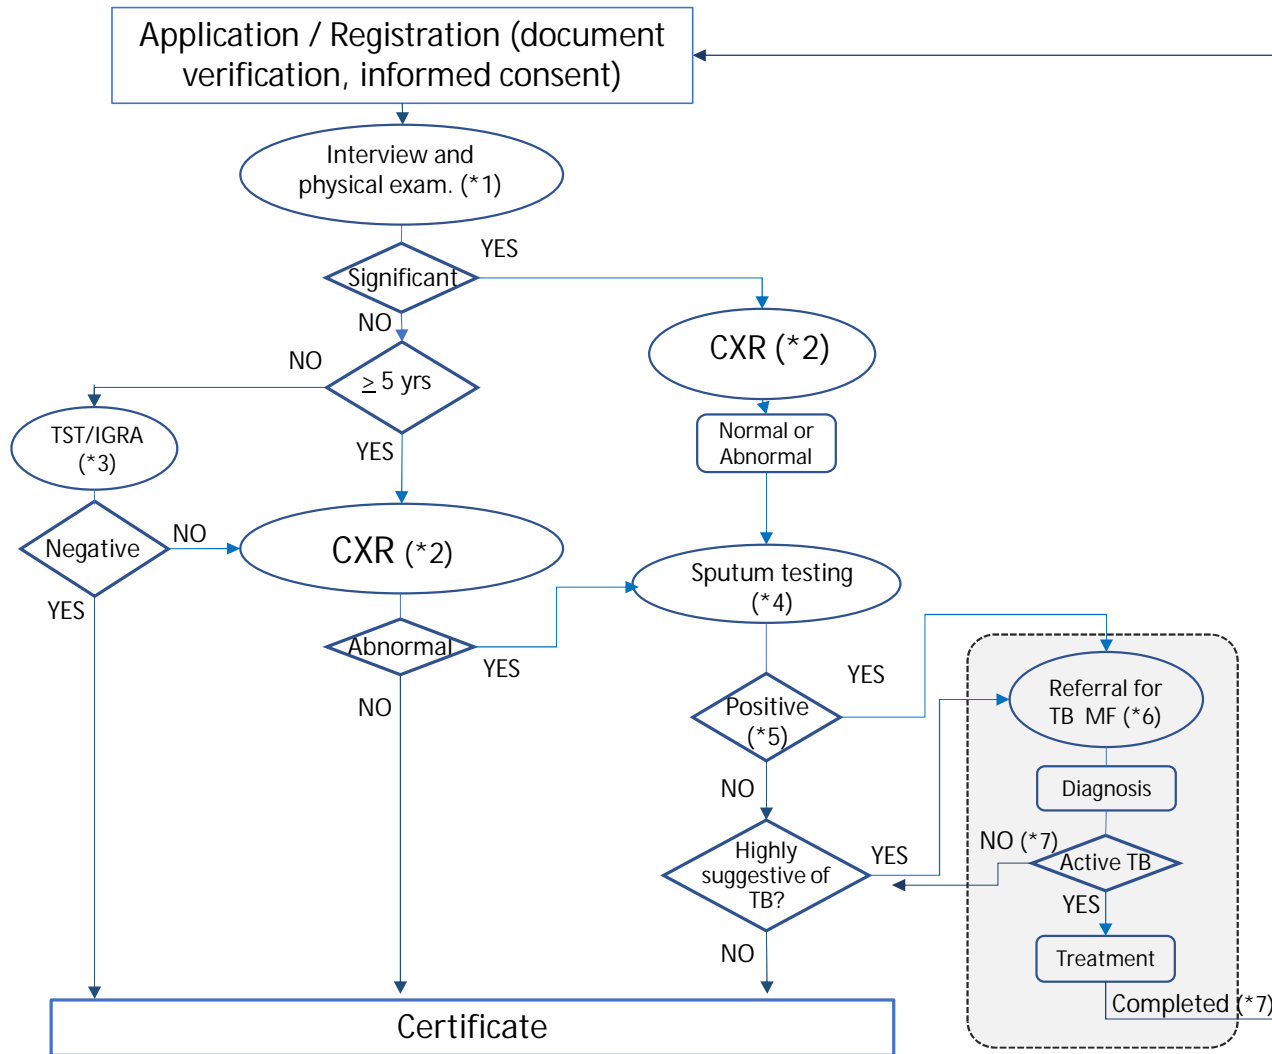 Application / Registration (document
verification, informed consent)
Interview and
physical exam. (*1)
YES
Significant
NO
NO
≥ 5 yrs
CXR (*2)
TST/IGRA
(*3)
YES
Normal or
Abnormal
Negative
NO
CXR (*2)
Sputum testing
(*4)
YES
Abnormal
YES
NO
YES
Positive
(*5)
Referral for
TB MF (*6)
NO
Diagnosis
Highly
suggestive of
TB?
YES
NO (*7)
Active TB
YES
NO
Treatment
Completed (*7)
Certificate